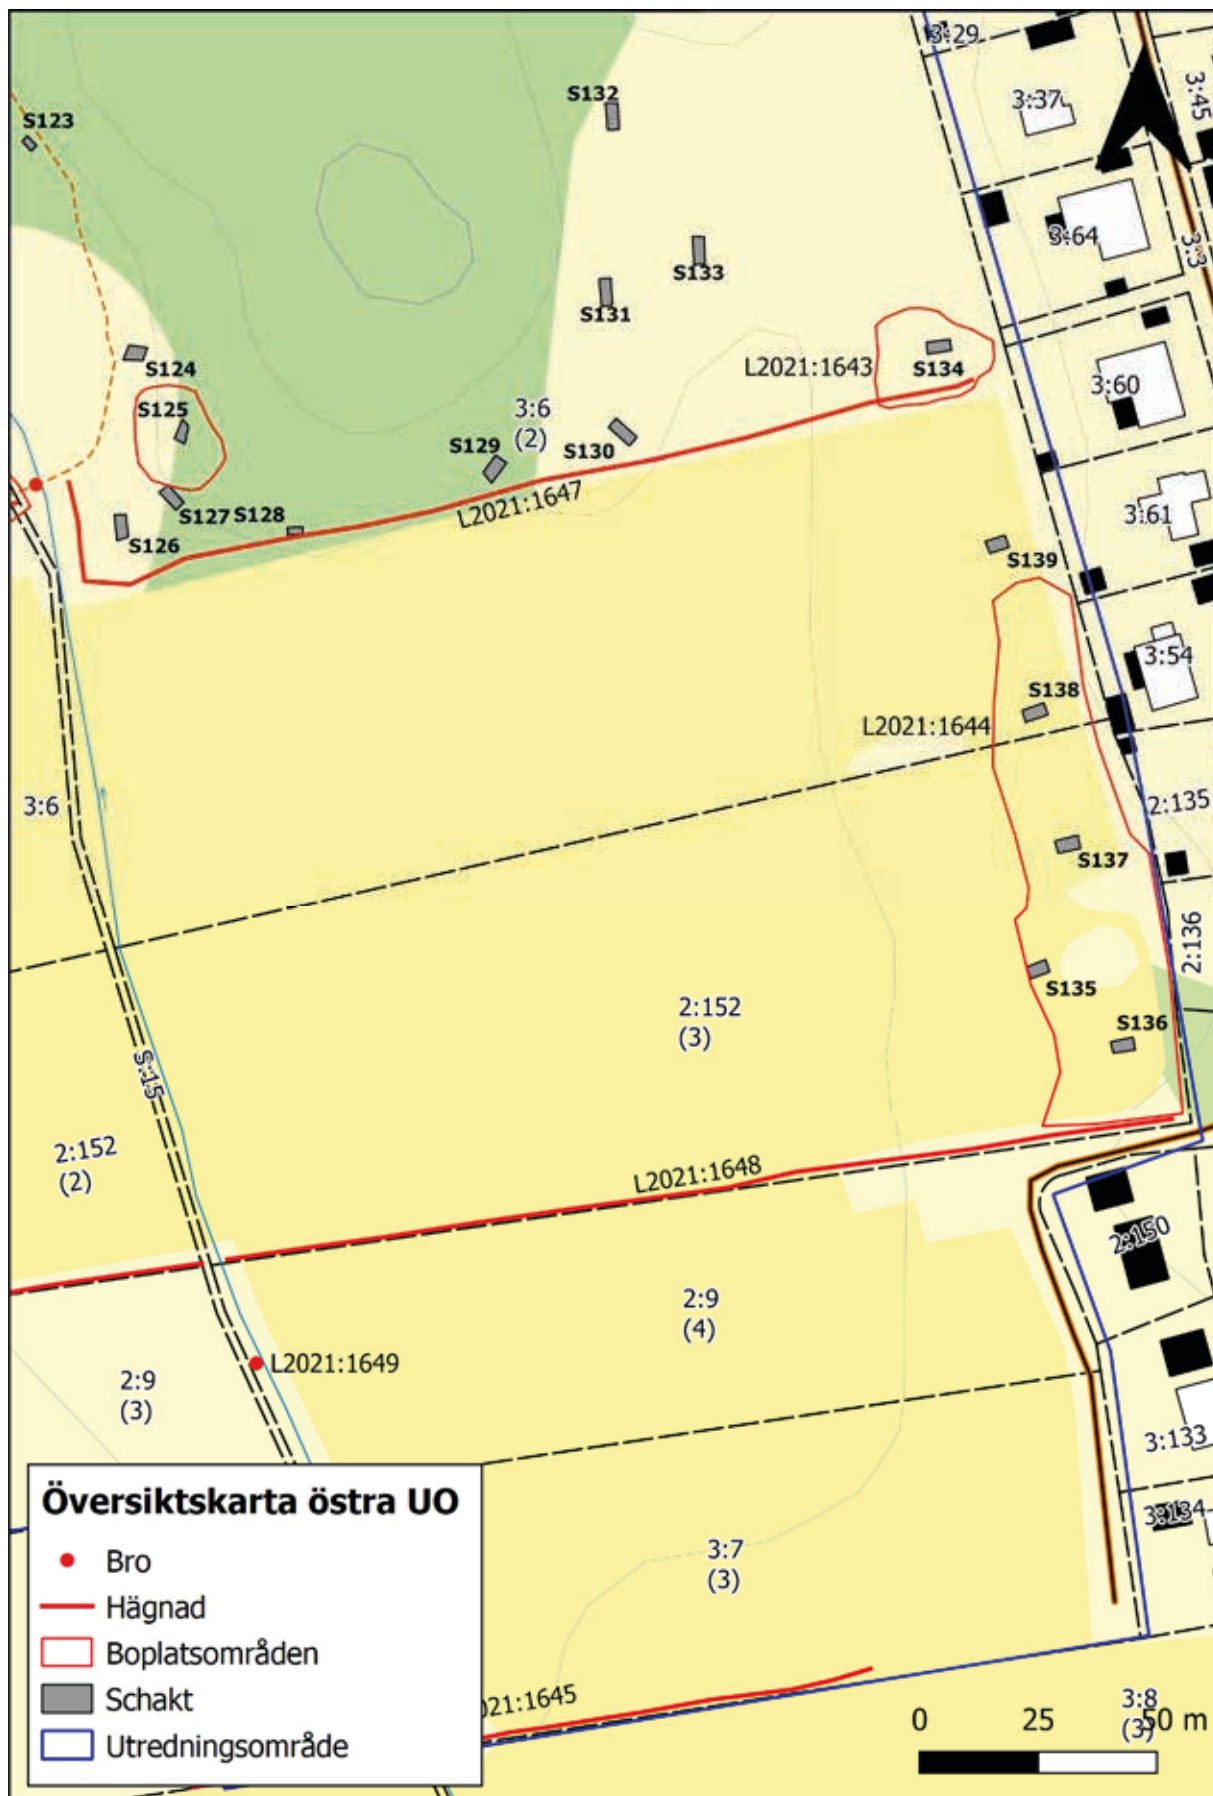 3:29
3:45
3:37
S132
S123
3:64
3:3
S133
S131
L2021:1643
S134
S124
3:60
S125
3:6
(2)
S130
S129
L2021:1647
S127
S128
S126
3:61
S139
3:54
S138
L2021:1644
3:6
2:135
S137
2:136
S135
2:152
(3)
S136
S:15
2:152
(2)
L2021:1648
2:150
2:9
(4)
L2021:1649
2:9
(3)
3:133
3:134
Översiktskarta östra UO
Bro
Hägnad
Boplatsområden
Schakt
Utredningsområde
3:7
(3)
021:1645
3:8
(3)
0 25 50 m